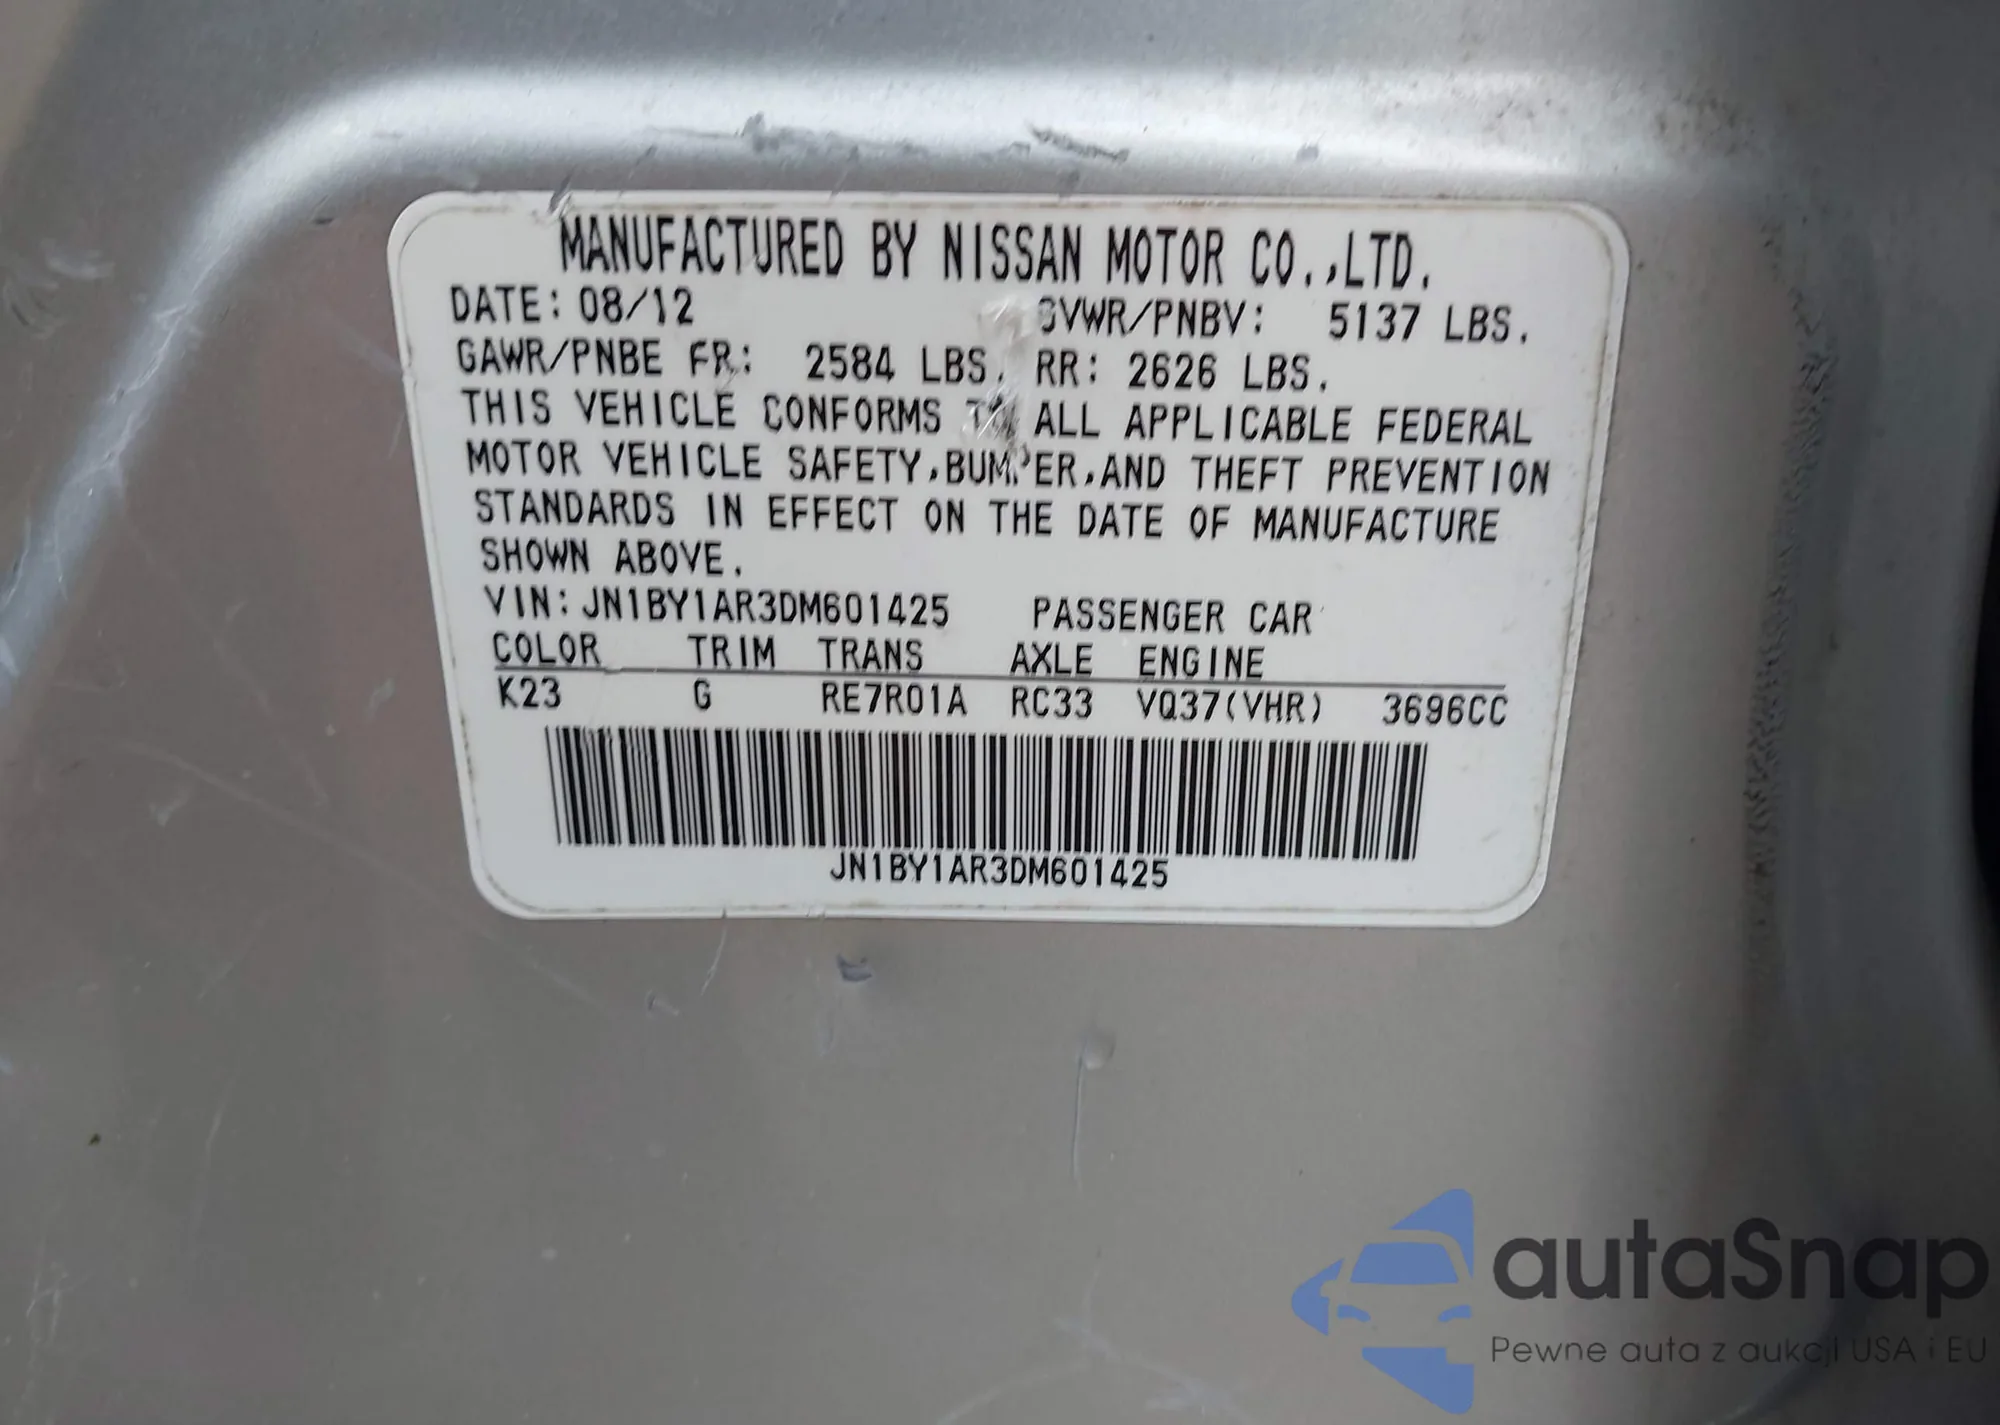 MANUFACTURED BY NISSAN MOTOR CO.,LTD.
DATE: 08/12 GVWR/PNBV: 5137 LBS.
GAWR/PNBE FR: 2584 LBS. RR: 2626 LBS.
THIS VEHICLE CONFORMS TO ALL APPLICABLE FEDERAL
MOTOR VEHICLE SAFETY,BUMPER,AND THEFT PREVENTION
STANDARDS IN EFFECT ON THE DATE OF MANUFACTURE
SHOWN ABOVE.
VIN: JN1BY1AR3DM601425 PASSENGER CAR
COLOR TRIM TRANS AXLE ENGINE
K23 G RE7R01A RC33 VQ37(VHR) 3696CC
JN1BY1AR3DM601425
autaSnap
Pewne auta z aukcji USA i EU